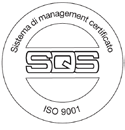 Sistema di management certificato
SQS
ISO 9001